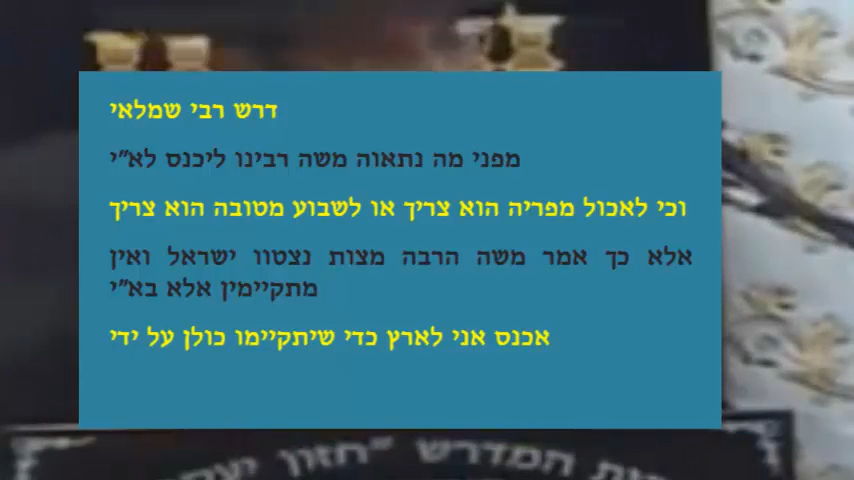 דרש רבי שמלאי
מפני מה נתאוה משה רבינו ליכנס לא"י
וכי לאכול מפריה הוא צריך או לשבוע מטובה הוא צריך
אלא כך אמר משה הרבה מצות נצטוו ישראל ואין
מתקיימין אלא בא"י
אכנס אני לארץ כדי שיתקיימו כולן על ידי
המדרש "חזון